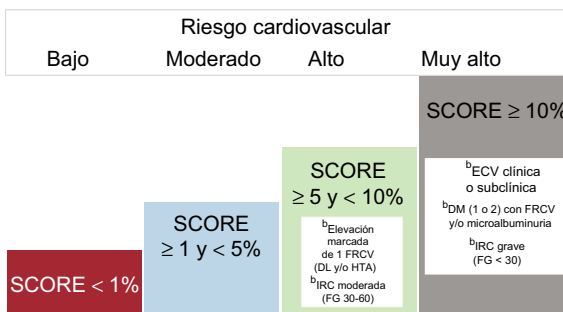 Riesgo cardiovascular
Bajo Moderado Alto Muy alto
SCORE < 1%
SCORE
≥ 1 y < 5%
SCORE
≥ 5 y < 10%
bElevación
marcada
de 1 FRCV
(DL y/o HTA)
bIRC moderada
(FG 30-60)
SCORE ≥ 10%
bECV clínica
o subclínica
bDM (1 o 2) con FRCV
y/o microalbuminuria
bIRC grave
(FG < 30)